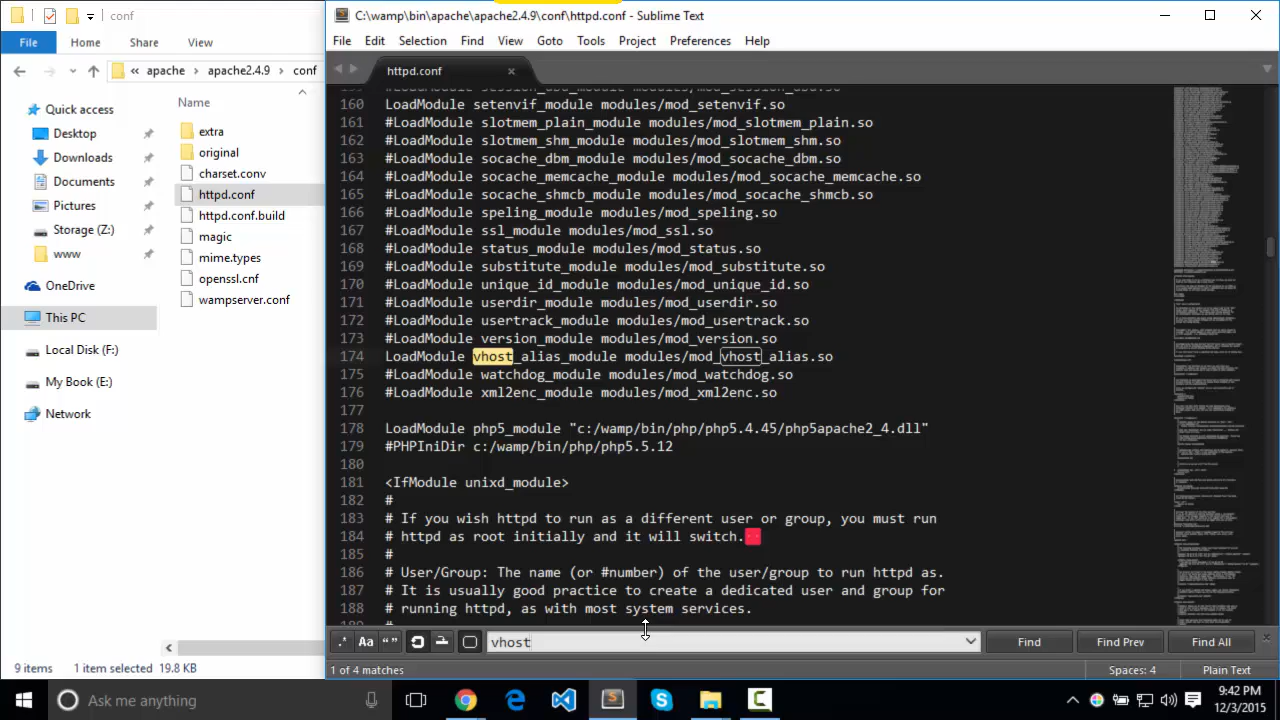 conf
File
Home
Share
View
«
apache
apache2.4.9
conf
Quick access
Desktop
Downloads
Documents
Pictures
Storage (Z:)
www
OneDrive
This PC
Local Disk (F:)
My Book (E:)
Network
Name
extra
original
charset.conv
httpd.conf
httpd.conf.build
magic
mime.types
openssl.cnf
wampserver.conf
9 items
1 item selected 19.8 KB
C:\wamp\bin\apache\apache2.4.9\conf\httpd.conf - Sublime Text
File Edit Selection Find View Goto Tools Project Preferences Help
httpd.conf
160 LoadModule setenvif_module modules/mod_setenvif.so
161 #LoadModule slotmem_plain_module modules/mod_slotmem_plain.so
162 #LoadModule slotmem_shm_module modules/mod_slotmem_shm.so
163 #LoadModule socache_dbm_module modules/mod_socache_dbm.so
164 #LoadModule socache_memcache_module modules/mod_socache_memcache.so
165 #LoadModule socache_shmcb_module modules/mod_socache_shmcb.so
166 #LoadModule speling_module modules/mod_speling.so
167 #LoadModule ssl_module modules/mod_ssl.so
168 #LoadModule status_module modules/mod_status.so
169 #LoadModule substitute_module modules/mod_substitute.so
170 #LoadModule unique_id_module modules/mod_unique_id.so
171 #LoadModule userdir_module modules/mod_userdir.so
172 #LoadModule usertrack_module modules/mod_usertrack.so
173 #LoadModule version_module modules/mod_version.so
174 LoadModule vhost_alias_module modules/mod_vhost_alias.so
175 #LoadModule watchdog_module modules/mod_watchdog.so
176 #LoadModule xml2enc_module modules/mod_xml2enc.so
177
178 LoadModule php5_module "c:/wamp/bin/php/php5.4.45/php5apache2_4.dll"
179 #PHPIniDir c:/wamp/bin/php/php5.5.12
180
181 <IfModule unixd_module>
182 #
183 # If you wish httpd to run as a different user or group, you must run
184 # httpd as root initially and it will switch.
185 #
186 # User/Group: The name (or #number) of the user/group to run httpd as.
187 # It is usually good practice to create a dedicated user and group for
188 # running httpd, as with most system services.
.* Aa “ ”
vhost
Find
Find Prev
Find All
1 of 4 matches
Spaces: 4
Plain Text
Ask me anything
9:42 PM
12/3/2015